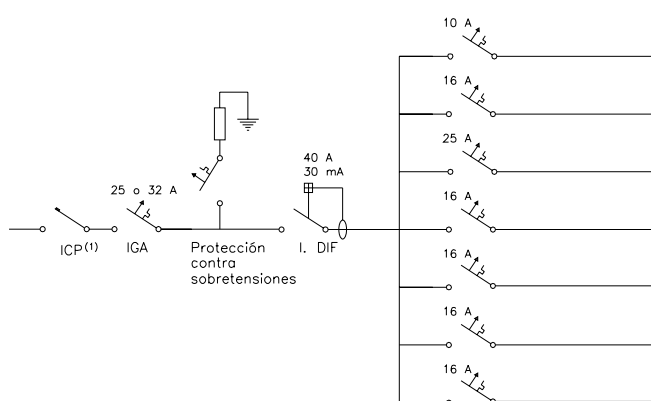 10 A
16 A
25 A
16 A
16 A
16 A
16 A
40 A
30 mA
25 o 32 A
ICP(1)
IGA
Protección
contra
sobretensiones
I. DIF